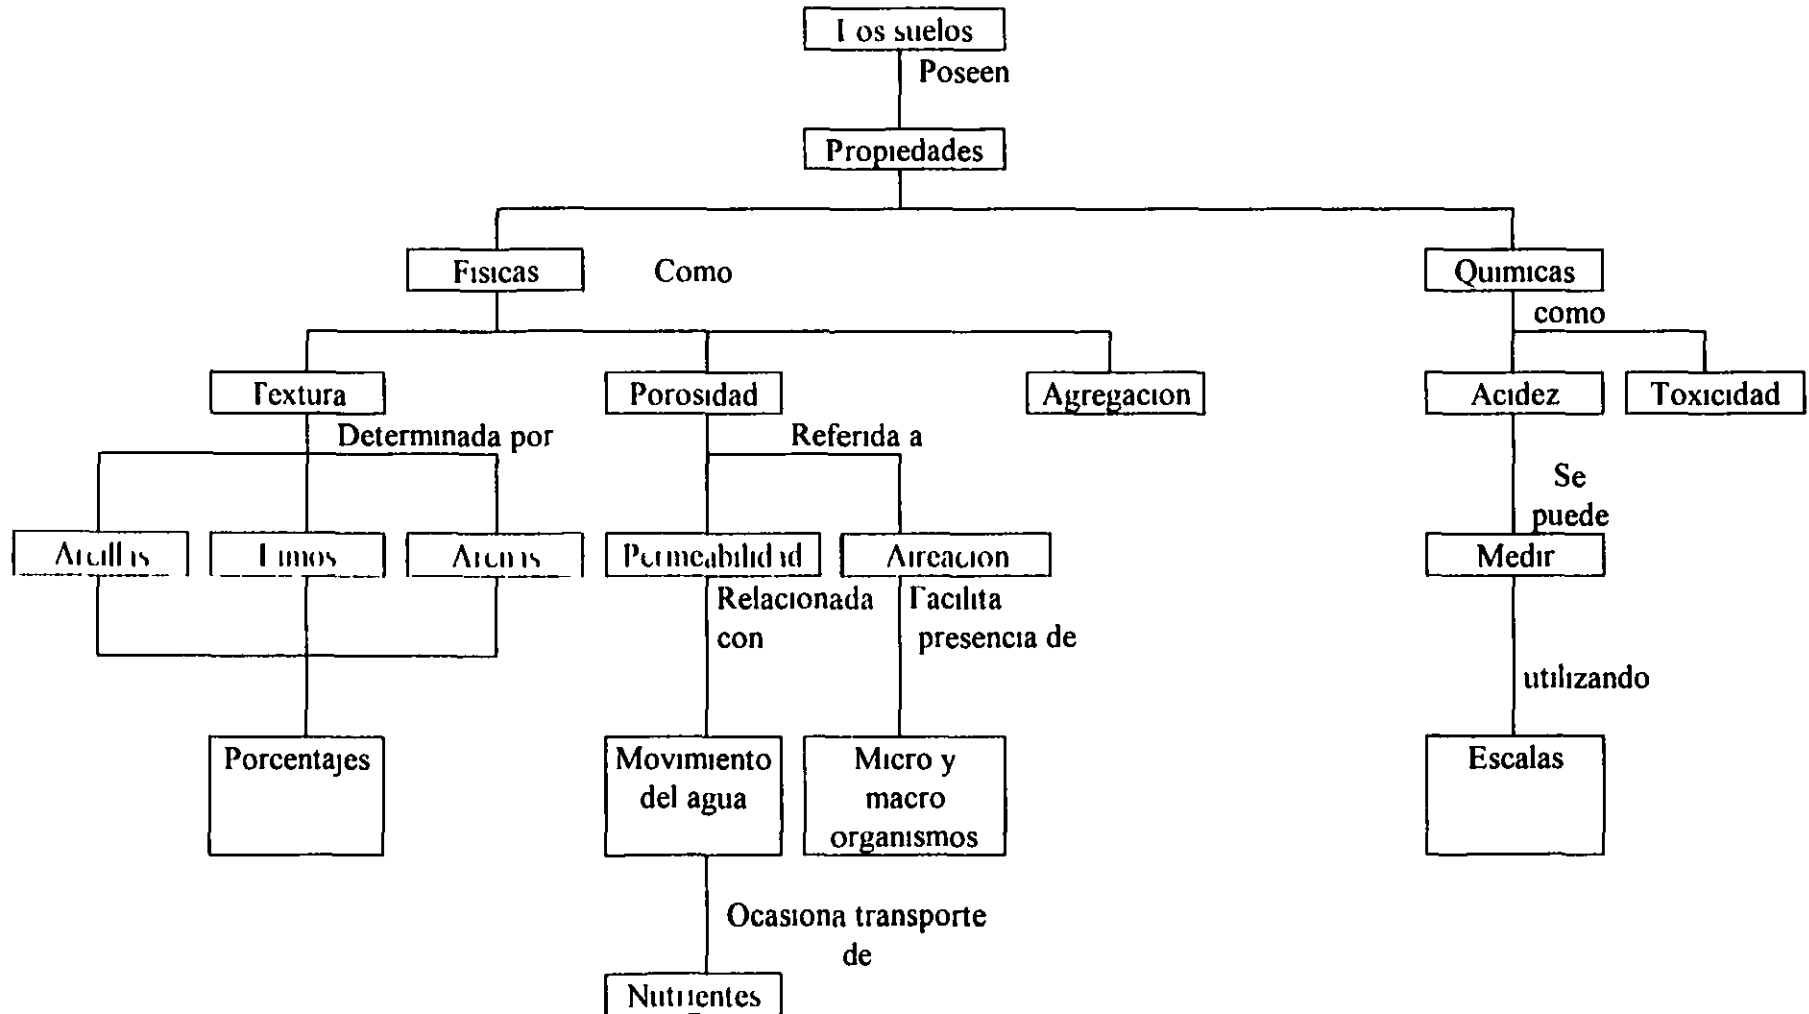 Los suelos
Poseen
Propiedades
Fisicas
Como
Quimicas
como
Textura
Porosidad
Agregacion
Acidez
Toxicidad
Determinada por
Referida a
Se
puede
Arcillas
Limos
Arenas
Permeabilidad
Aireacion
Medir
Relacionada
con
Facilita
presencia de
utilizando
Porcentajes
Movimiento
del agua
Micro y
macro
organismos
Escalas
Ocasiona transporte
de
Nutrientes